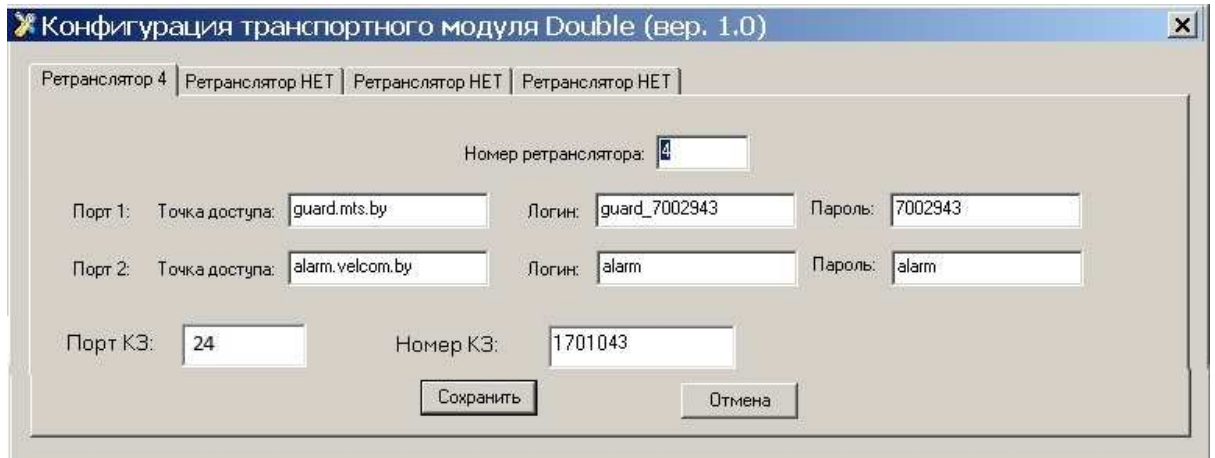 Конфигурация транспортного модуля Double (вер. 1.0)
Ретранслятор 4 Ретранслятор НЕТ Ретранслятор НЕТ Ретранслятор НЕТ
Номер ретранслятора: 4
Порт 1: Точка доступа: guard.mts.by Логин: guard_7002943 Пароль: 7002943
Порт 2: Точка доступа: alarm.velcom.by Логин: alarm Пароль: alarm
Порт КЗ: 24 Номер КЗ: 1701043
Сохранить Отмена